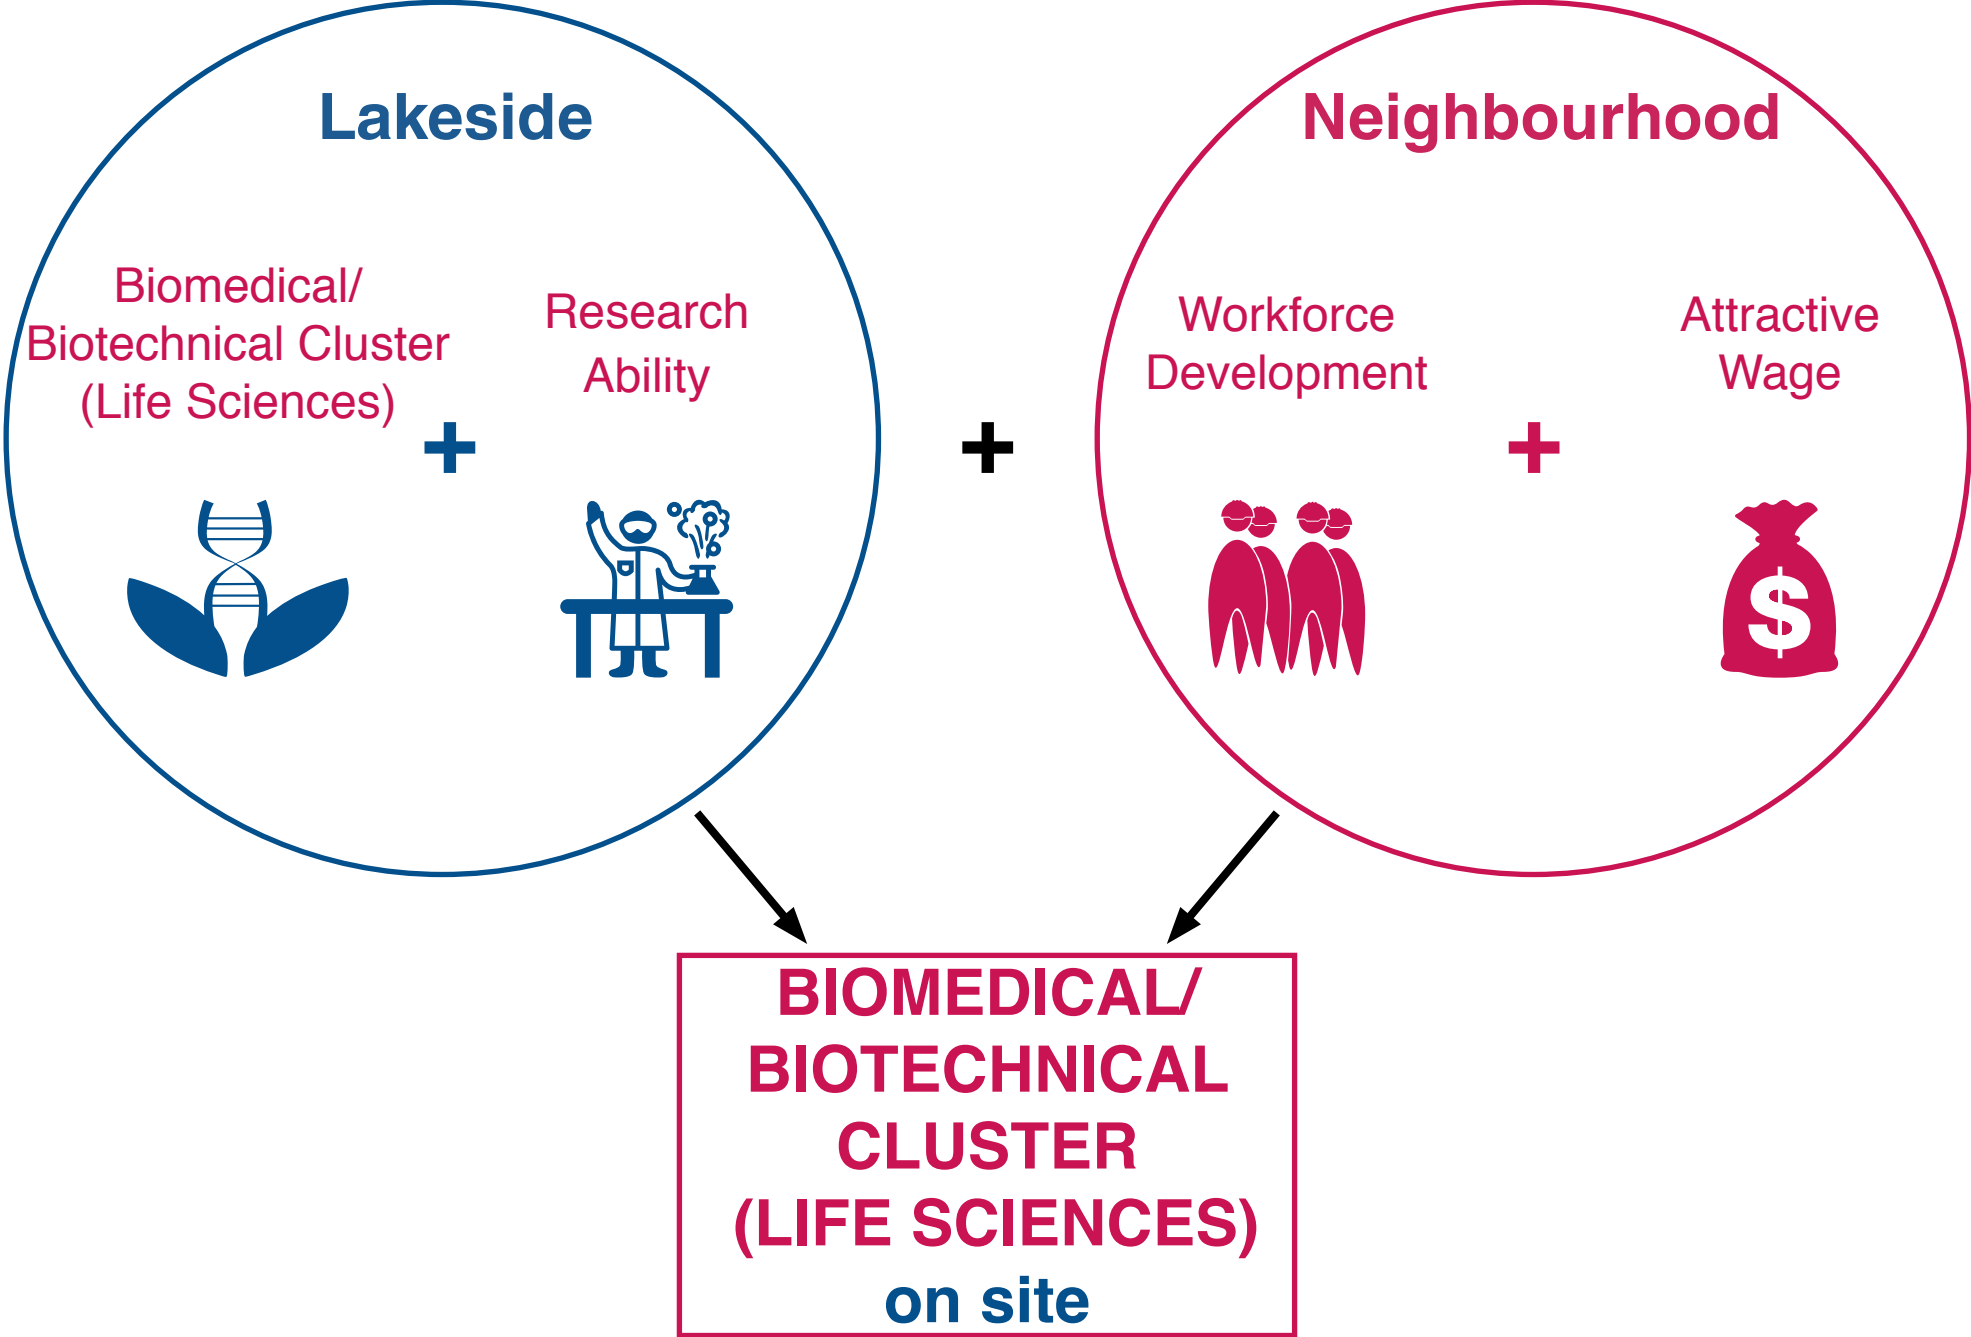 Lakeside
Biomedical/
Biotechnical Cluster
(Life Sciences)
+
Research
Ability
+
Neighbourhood
Workforce
Development
+
Attractive
Wage
$
BIOMEDICAL/
BIOTECHNICAL
CLUSTER
(LIFE SCIENCES)
on site